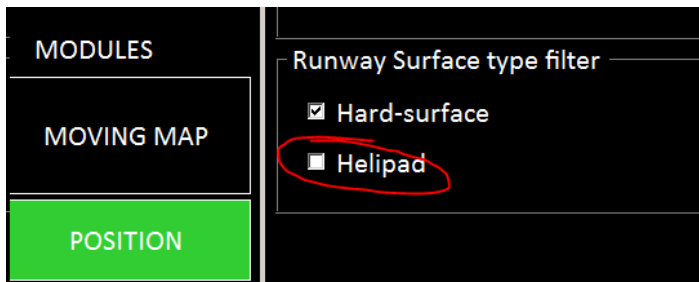 MODULES
MOVING MAP
POSITION
Runway Surface type filter
Hard-surface
Helipad